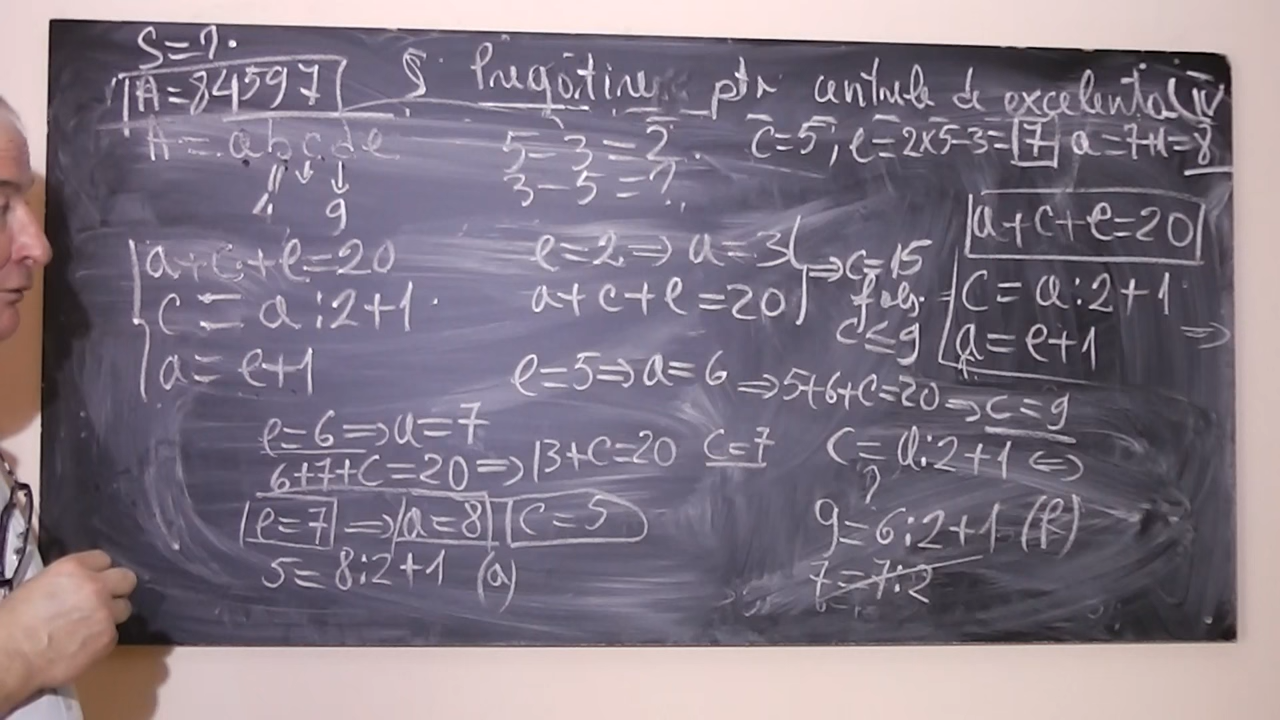 S=?
A=84597
§ Pregătire ptr centrele de excelență (IV
A=abcde
4 9
5-3=2
3-5=?
c=5; e=2x5-3=7 a=7+1=8
a+c+e=20
c=a:2+1
a=e+1
e=2⇒a=3
a+c+e=20
⇒c=15
fals
c≤9
a+c+e=20
c=a:2+1
a=e+1
⇒
e=5⇒a=6⇒5+6+c=20⇒c=9
e=6⇒a=7
6+7+c=20⇒13+c=20 c=7
c=a:2+1⇔
e=7⇒a=8 c=5
5=8:2+1 (a)
?
9=6:2+1 (f)
7=7:2